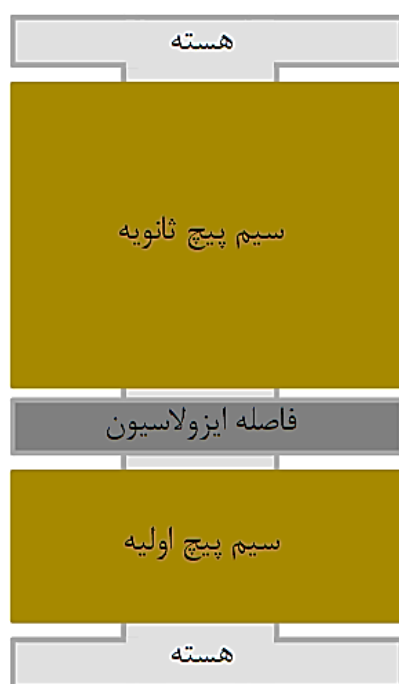 هسته
سیم پیچ ثانویه
فاصله ایزولاسیون
سیم پیچ اولیه
هسته